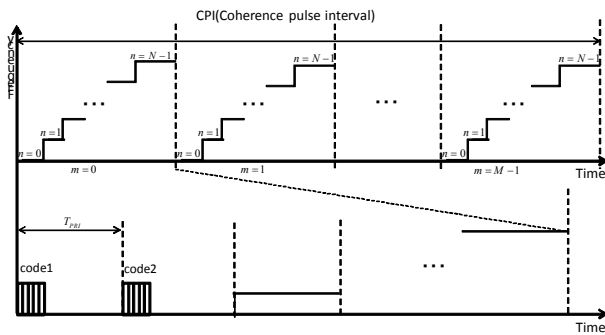 CPI(Coherence pulse interval)
Frequency
n = N-1
n = N-1
n = N-1
...
...
...
...
n = 1
n = 1
n = 1
n = 0
n = 0
n = 0
m = 0
m = 1
m = M-1
Time
T_PRI
code1
code2
...
Time